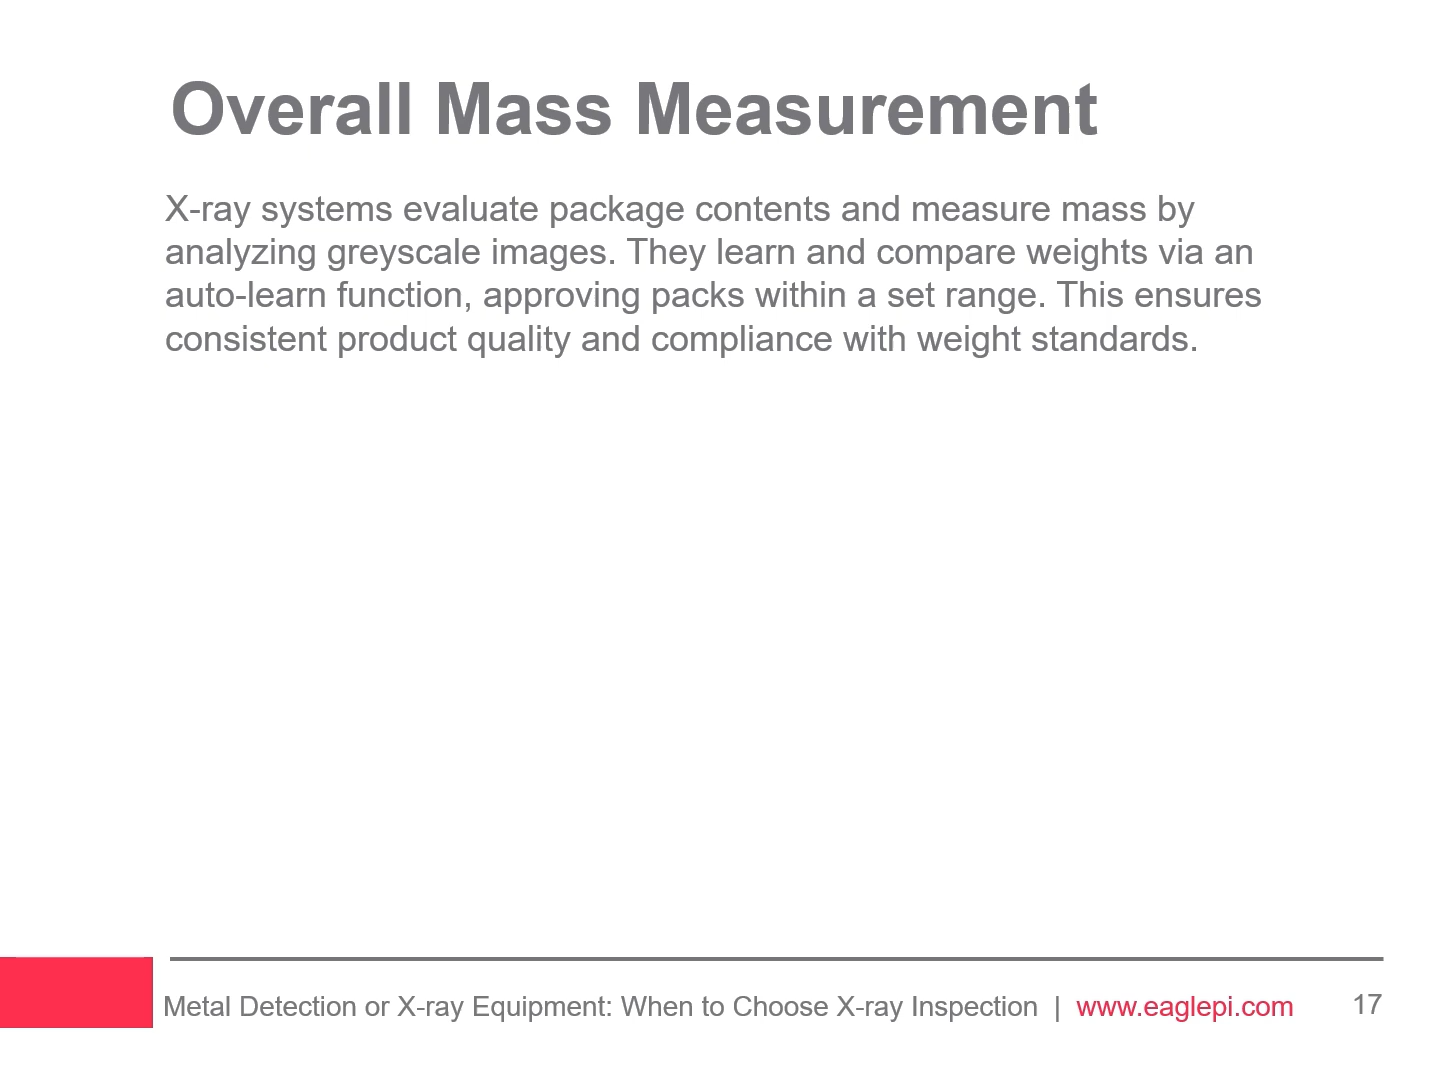 Overall Mass Measurement
X-ray systems evaluate package contents and measure mass by
analyzing greyscale images. They learn and compare weights via an
auto-learn function, approving packs within a set range. This ensures
consistent product quality and compliance with weight standards.
Metal Detection or X-ray Equipment: When to Choose X-ray Inspection | www.eaglepi.com 17